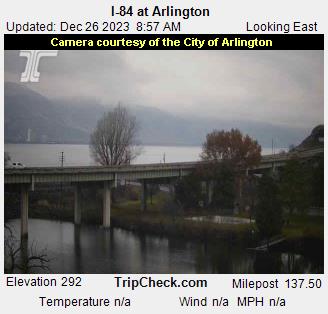 I-84 at Arlington
Updated: Dec 26 2023 8:57 AM Looking East
Camera courtesy of the City of Arlington
Elevation 292 TripCheck.com Milepost 137.50
Temperature n/a Wind n/a MPH n/a